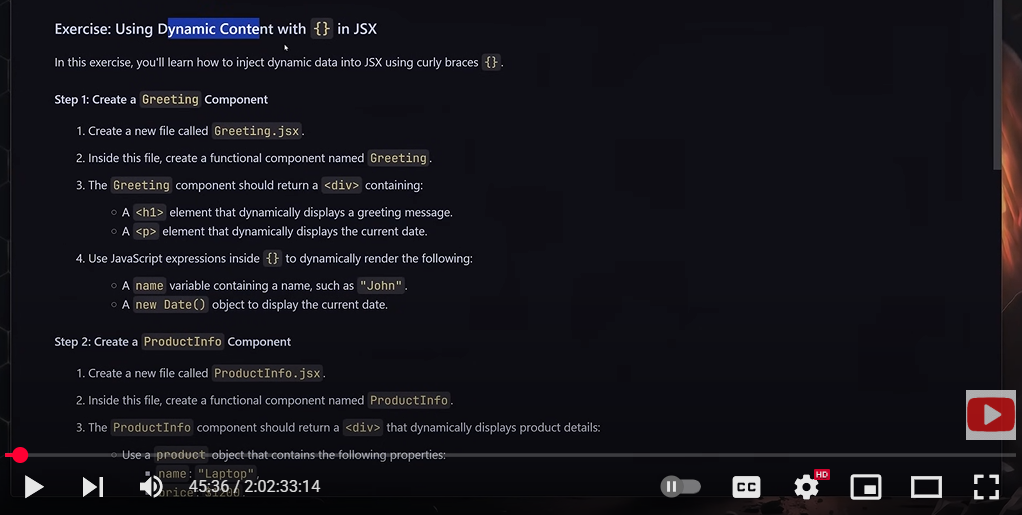 Exercise: Using Dynamic Content with {} in JSX
In this exercise, you'll learn how to inject dynamic data into JSX using curly braces {}.
Step 1: Create a Greeting Component
1. Create a new file called Greeting.jsx.
2. Inside this file, create a functional component named Greeting.
3. The Greeting component should return a <div> containing:
○ A <h1> element that dynamically displays a greeting message.
○ A <p> element that dynamically displays the current date.
4. Use JavaScript expressions inside {} to dynamically render the following:
○ A name variable containing a name, such as "John".
○ A new Date() object to display the current date.
Step 2: Create a ProductInfo Component
1. Create a new file called ProductInfo.jsx.
2. Inside this file, create a functional component named ProductInfo.
3. The ProductInfo component should return a <div> that dynamically displays product details:
○ Use a product object that contains the following properties:
▪ name: "Laptop",
price: $1200
45:36 / 2:02:33:14
CC
HD